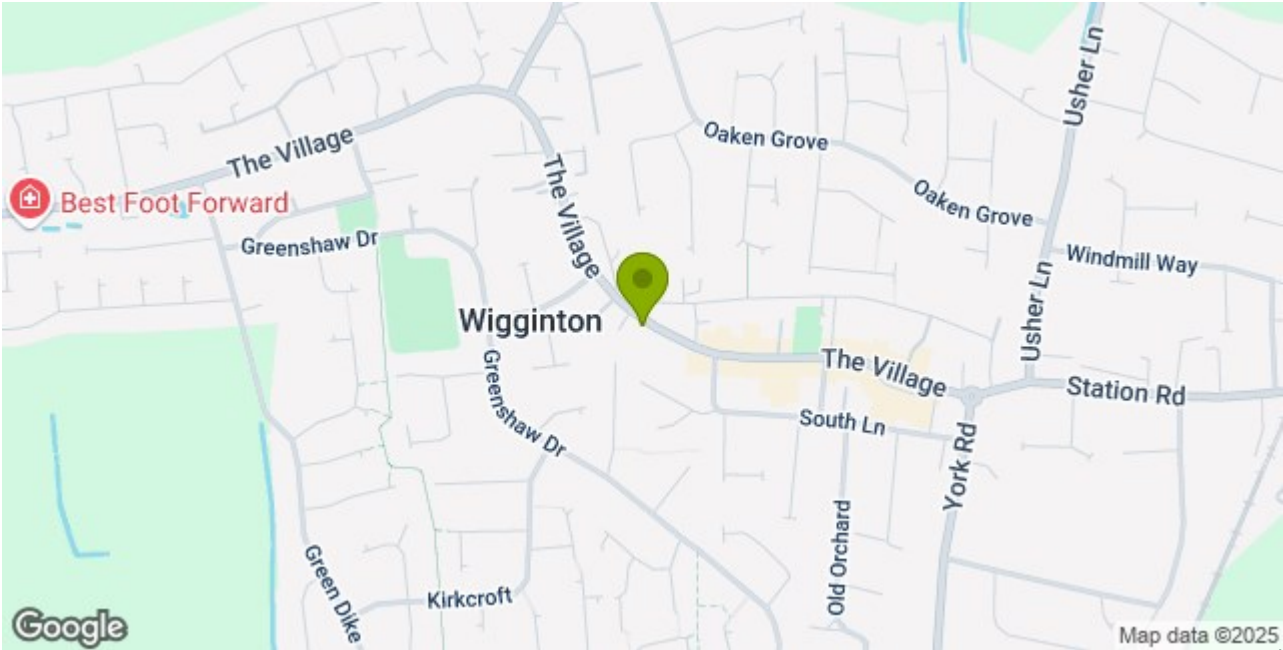 Usher Ln
Oaken Grove
The Village
The Village
Best Foot Forward
Oaken Grove
Greenshaw Dr
Windmill Way
Usher Ln
Wigginton
The Village
Station Rd
Greenshaw Dr
South Ln
York Rd
Old Orchard
Green Dike
Kirkcroft
Google
Map data ©2025